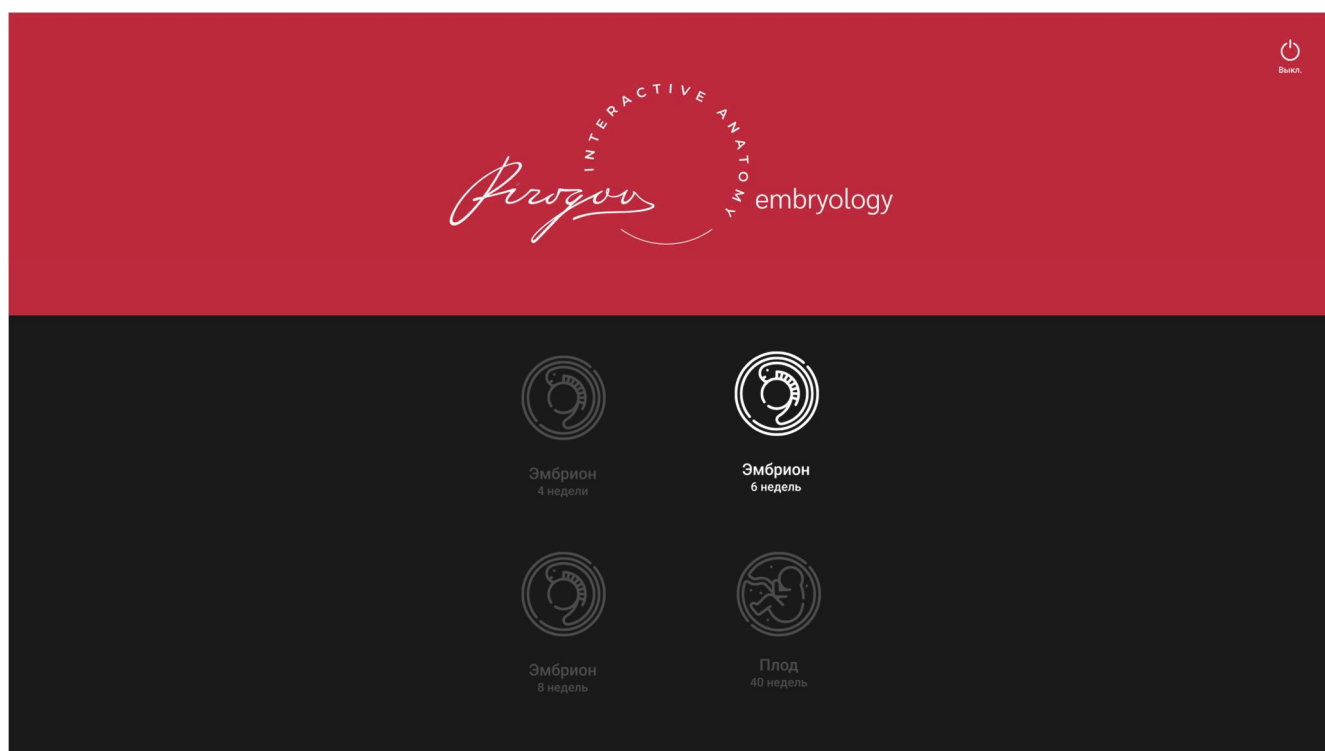 Выкл.
INTERACTIVE ANATOMY
Pirogov
embryology
Эмбрион
4 недели
Эмбрион
6 недель
Эмбрион
8 недель
Плод
40 недель